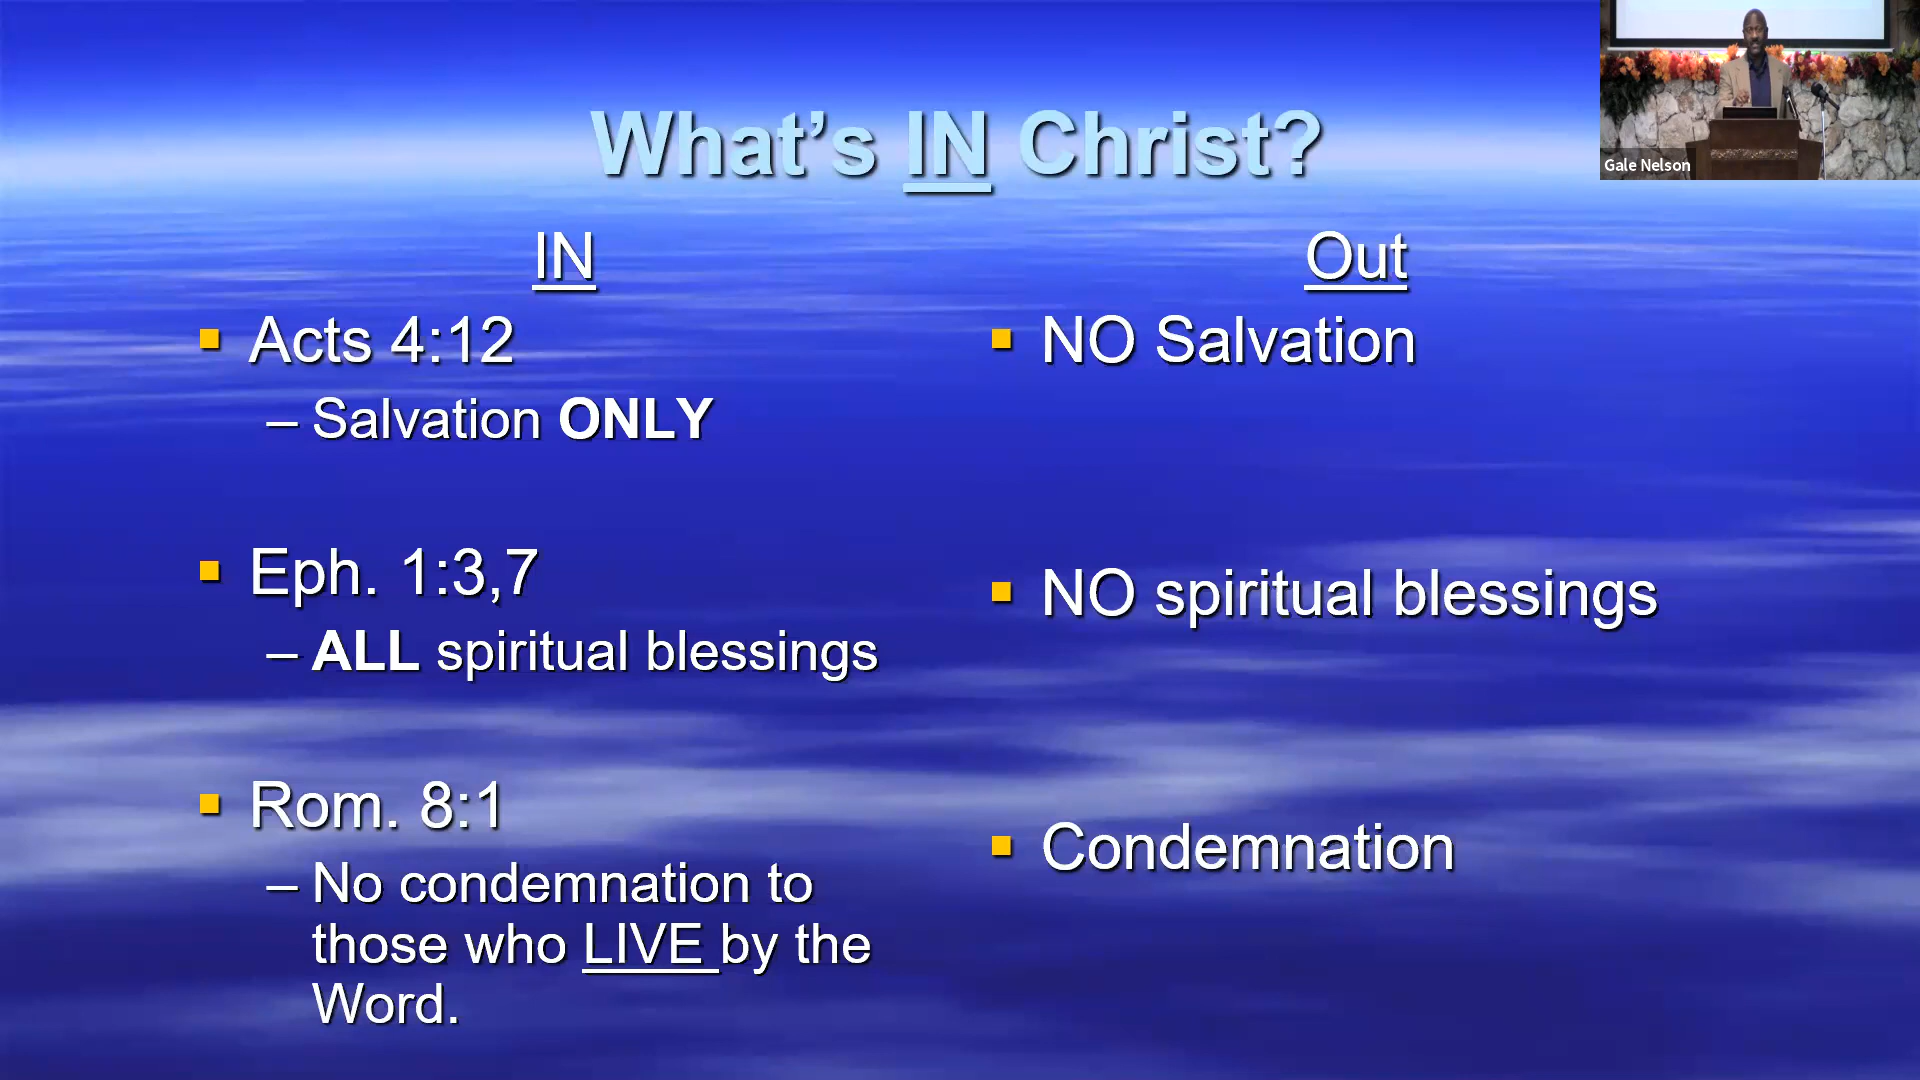 What's IN Christ?
IN
▪ Acts 4:12
– Salvation ONLY
▪ Eph. 1:3,7
– ALL spiritual blessings
▪ Rom. 8:1
– No condemnation to
those who LIVE by the
Word.
Out
▪ NO Salvation
▪ NO spiritual blessings
▪ Condemnation
Gale Nelson